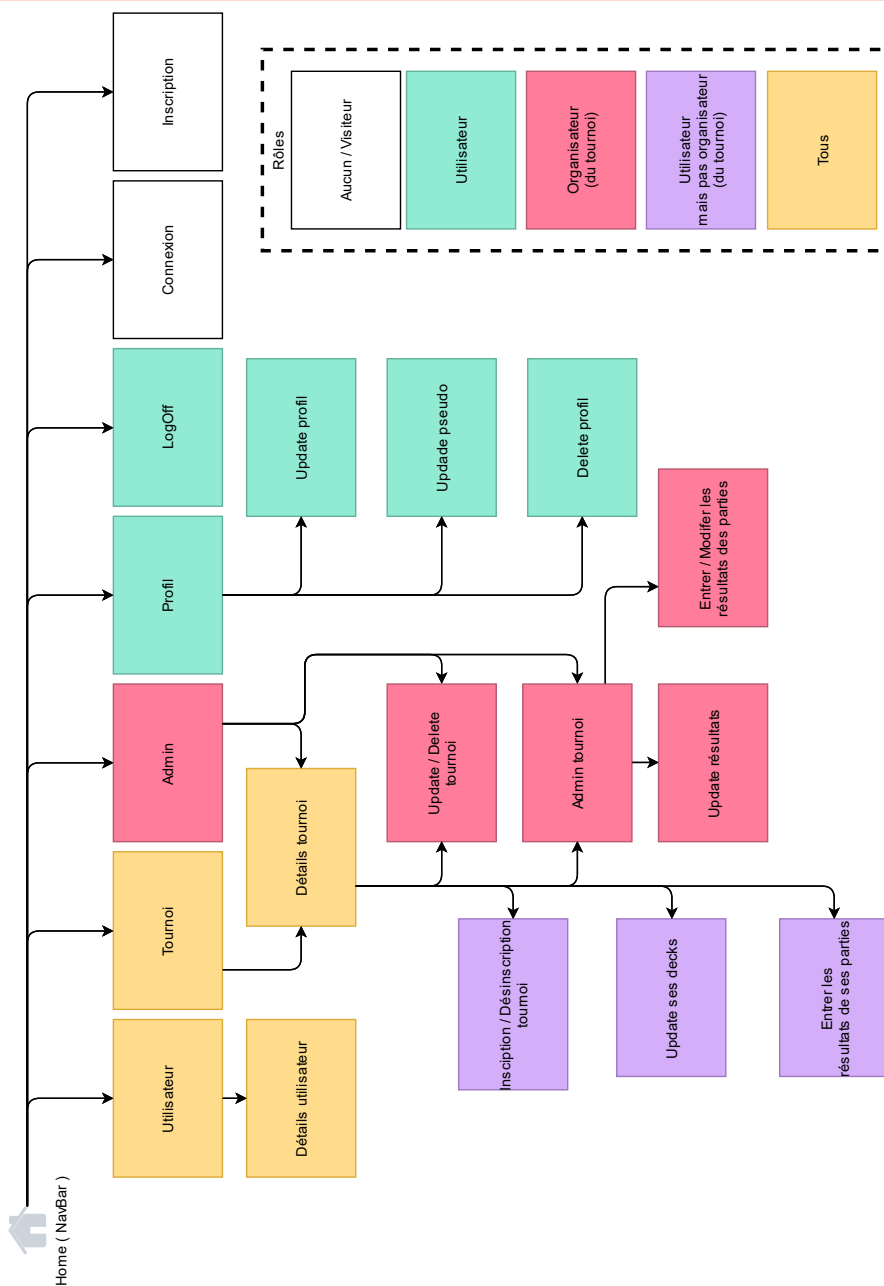 Home ( NavBar )
Utilisateur
Tournoi
Admin
Profil
LogOff
Connexion
Inscription
Détails utilisateur
Détails tournoi
Update profil
Update / Delete
tournoi
Updade pseudo
Insciption / Désinscription
tournoi
Admin tournoi
Delete profil
Update ses decks
Update résultats
Entrer / Modifer les
résultats des parties
Entrer les
résultats de ses parties
Rôles
Aucun / Visiteur
Utilisateur
Organisateur
(du tournoi)
Utilisateur
mais pas organisateur
(du tournoi)
Tous